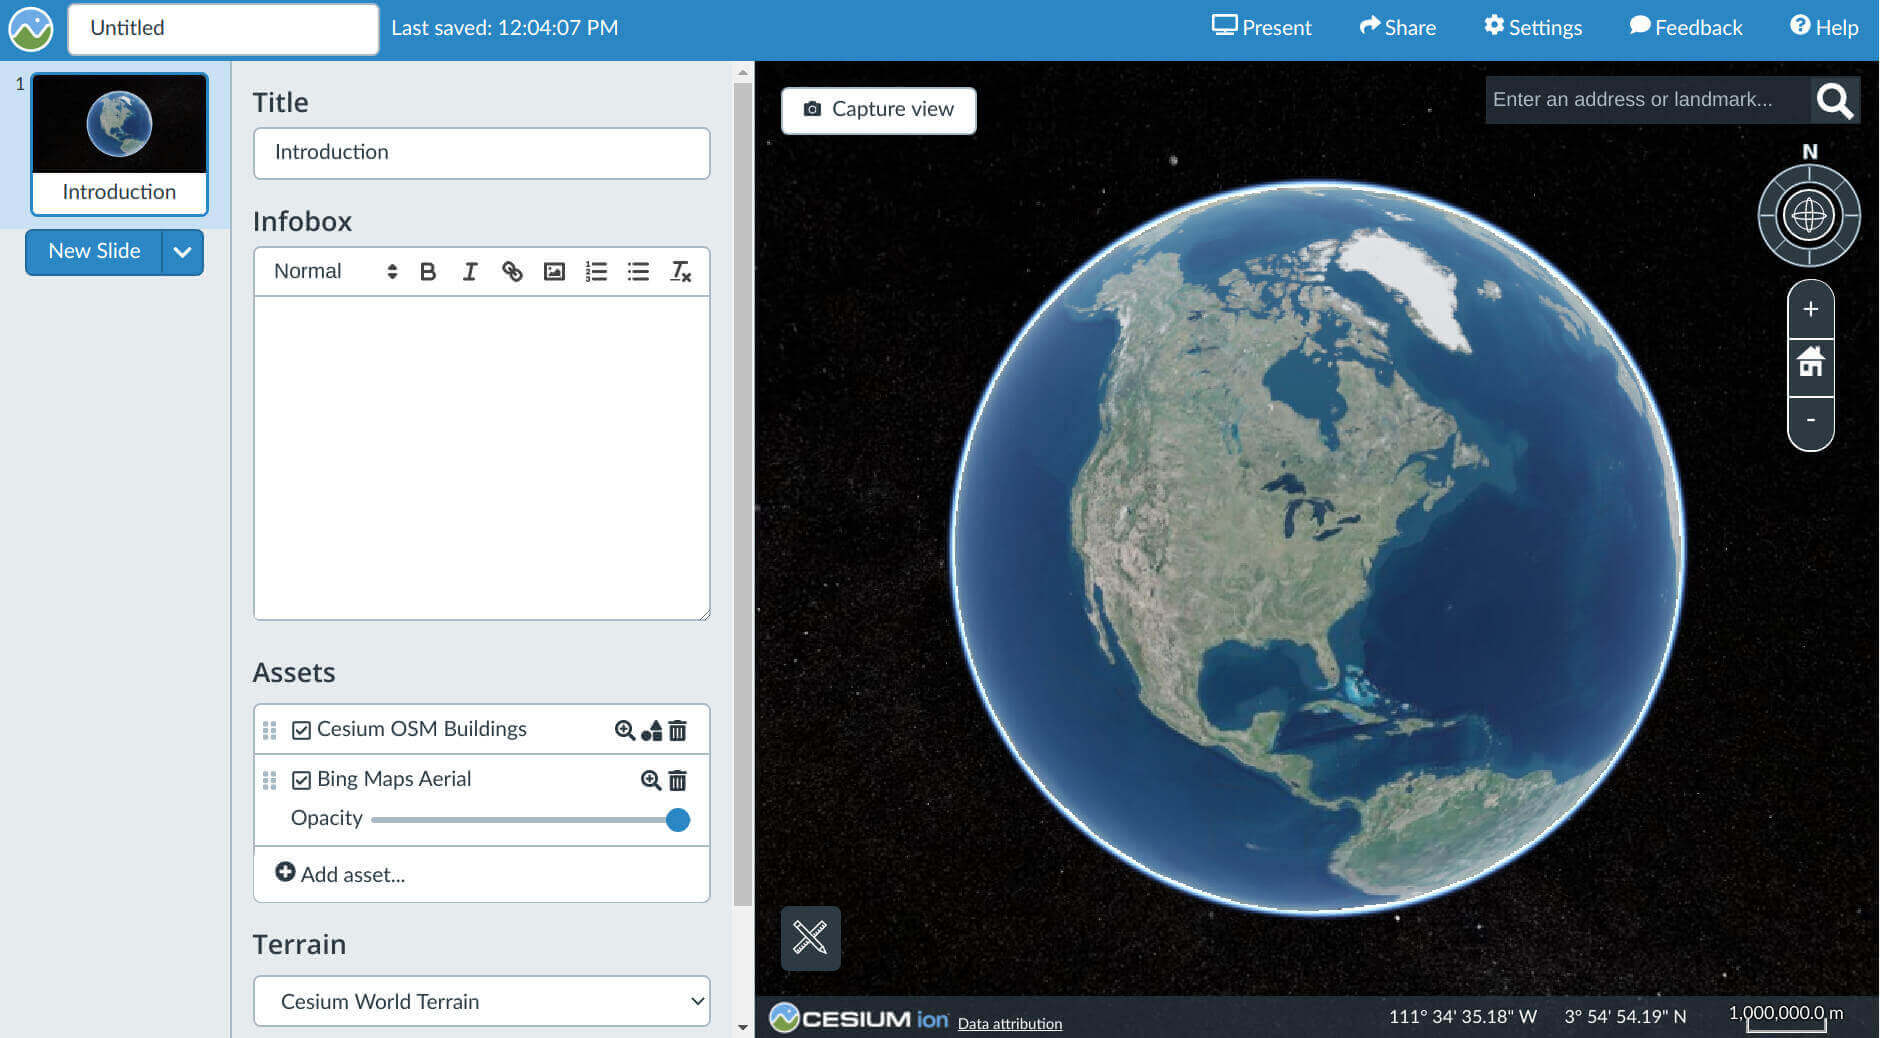 Untitled
Last saved: 12:04:07 PM
Present
Share
Settings
Feedback
Help
1
Introduction
New Slide
Title
Introduction
Infobox
Normal
Assets
Cesium OSM Buildings
Bing Maps Aerial
Opacity
Add asset...
Terrain
Cesium World Terrain
Capture view
Enter an address or landmark...
N
+
-
CESIUM ion
Data attribution
111° 34' 35.18" W
3° 54' 54.19" N
1,000,000.0 m